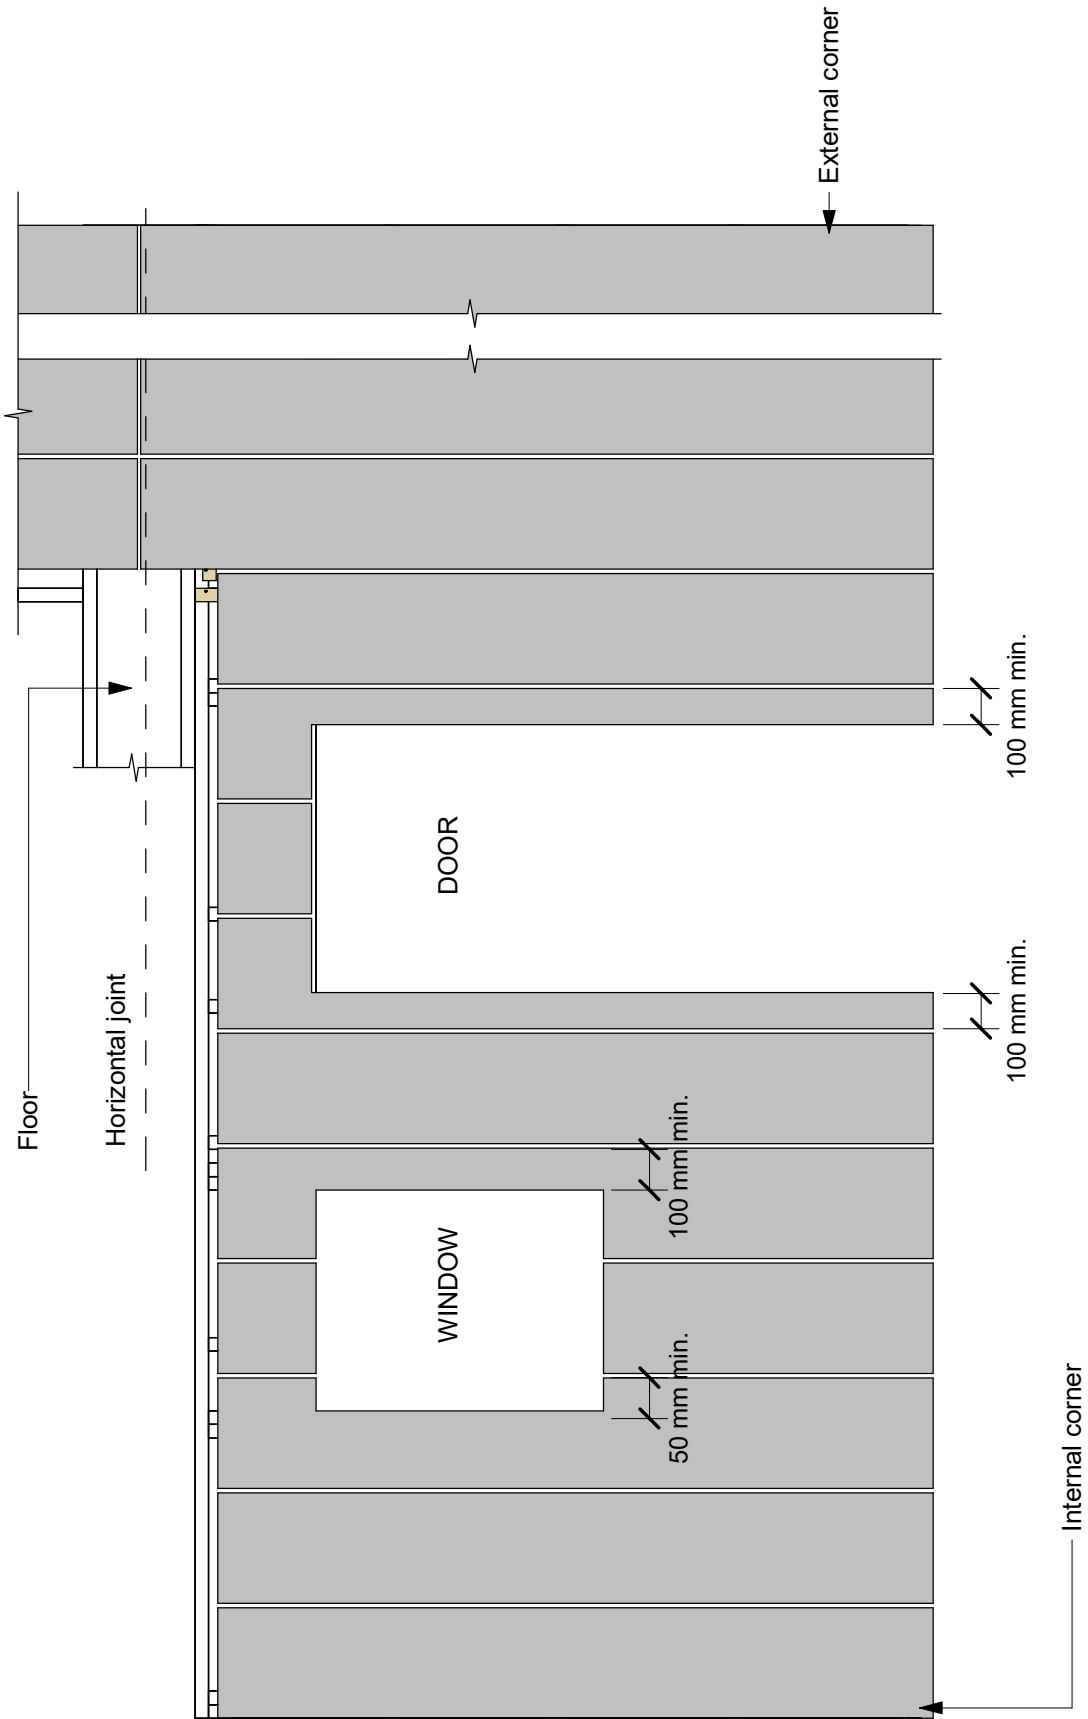 Floor
Horizontal joint
External corner
WINDOW
DOOR
50 mm min.
100 mm min.
100 mm min.
100 mm min.
Internal corner